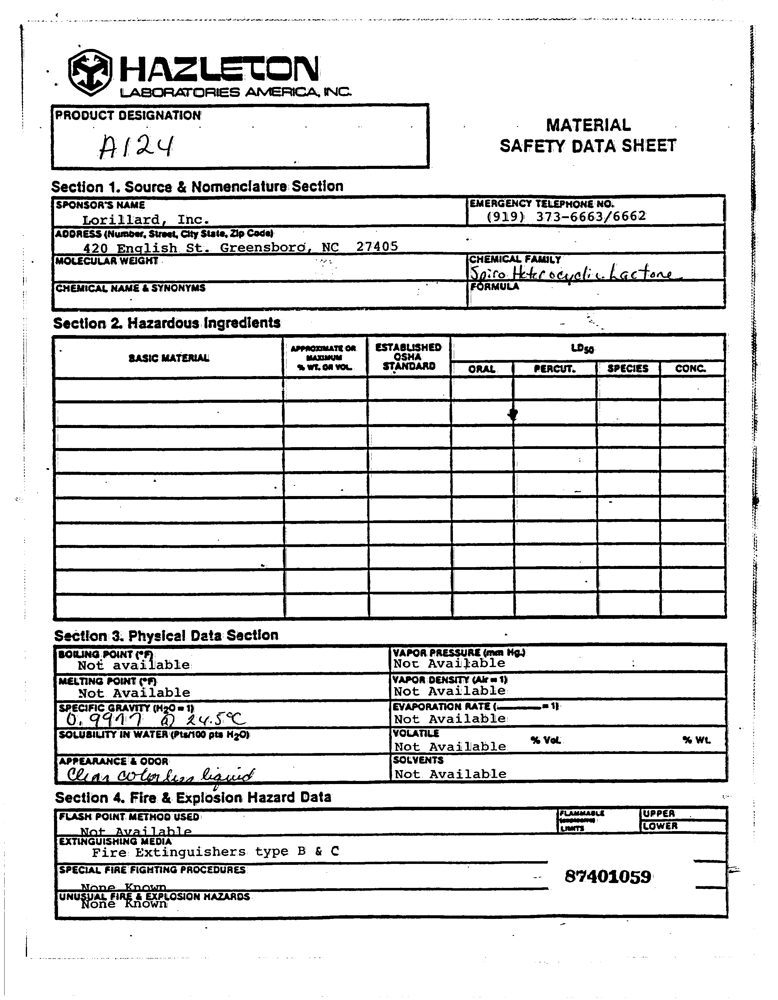 HAZLETON
LABORATORIES AMERICA, INC.
PRODUCT DESIGNATION
A124
MATERIAL
SAFETY DATA SHEET
Section 1. Source & Nomenclature Section
SPONSOR'S NAME
Lorillard, Inc.
EMERGENCY TELEPHONE NO.
(919) 373-6663/6662
ADDRESS (Number, Street, City State, Zip Code)
420 English St. Greensboro, NC 27405
MOLECULAR WEIGHT
CHEMICAL FAMILY
Spiro Heterocyclic Lactone
CHEMICAL NAME & SYNONYMS
FORMULA
Section 2. Hazardous Ingredients
BASIC MATERIAL
APPROXIMATE OR
MAXIMUM
% WT. OR VOL.
ESTABLISHED
OSHA
STANDARD
LD50
ORAL
PERCUT.
SPECIES
CONC.
Section 3. Physical Data Section
BOILING POINT (°F)
Not available
VAPOR PRESSURE (mm Hg.)
Not Available
MELTING POINT (°F)
Not Available
VAPOR DENSITY (Air = 1)
Not Available
SPECIFIC GRAVITY (H2O = 1)
@ 24.5°C
EVAPORATION RATE (______ = 1)
Not Available
SOLUBILITY IN WATER (Pts/100 pts H2O)
VOLATILE
Not Available % Vol. % Wt.
APPEARANCE & ODOR
Clear colorless liquid
SOLVENTS
Not Available
Section 4. Fire & Explosion Hazard Data
FLASH POINT METHOD USED
Not Available
FLAMMABLE
LIMITS
UPPER
LOWER
EXTINGUISHING MEDIA
Fire Extinguishers type B & C
SPECIAL FIRE FIGHTING PROCEDURES
None Known
87401059
UNUSUAL FIRE & EXPLOSION HAZARDS
None Known